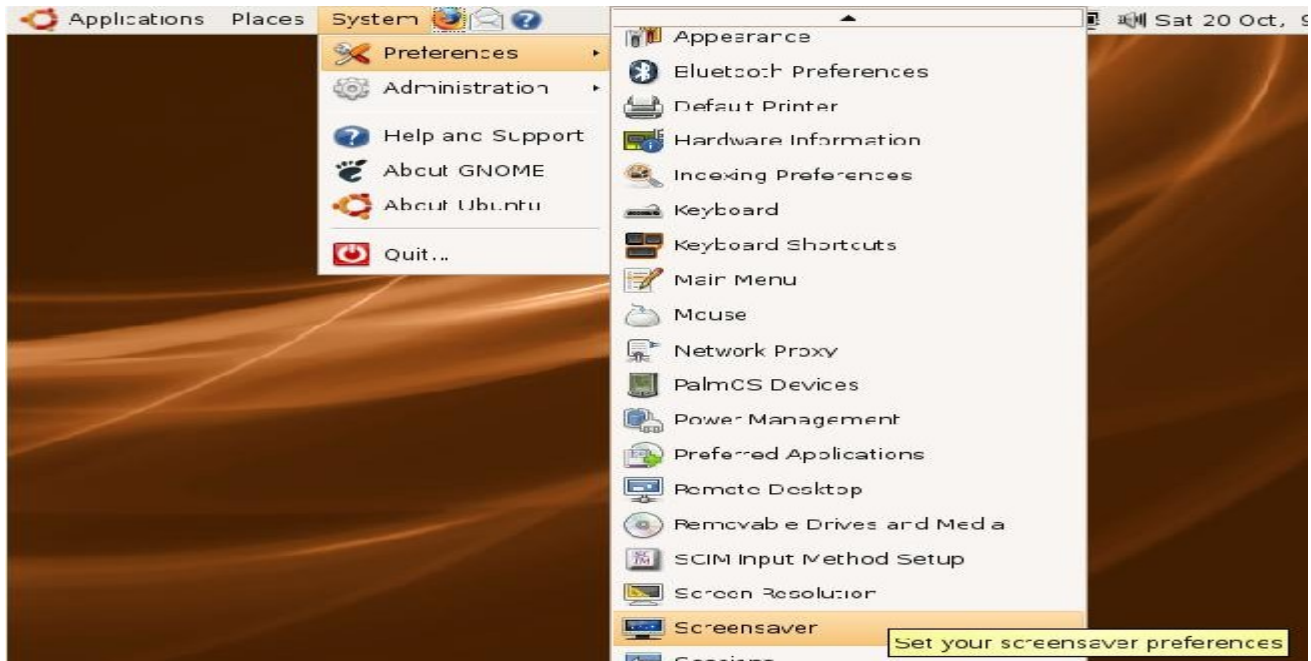 Applications Places System Sat 20 Oct, 9
Preferences
Administration
Help and Support
About GNOME
About Ubuntu
Quit...
Appearance
Bluetooth Preferences
Default Printer
Hardware Information
Indexing Preferences
Keyboard
Keyboard Shortcuts
Main Menu
Mouse
Network Proxy
PalmOS Devices
Power Management
Preferred Applications
Remote Desktop
Removable Drives and Media
SCIM Input Method Setup
Screen Resolution
Screensaver
Set your screensaver preferences